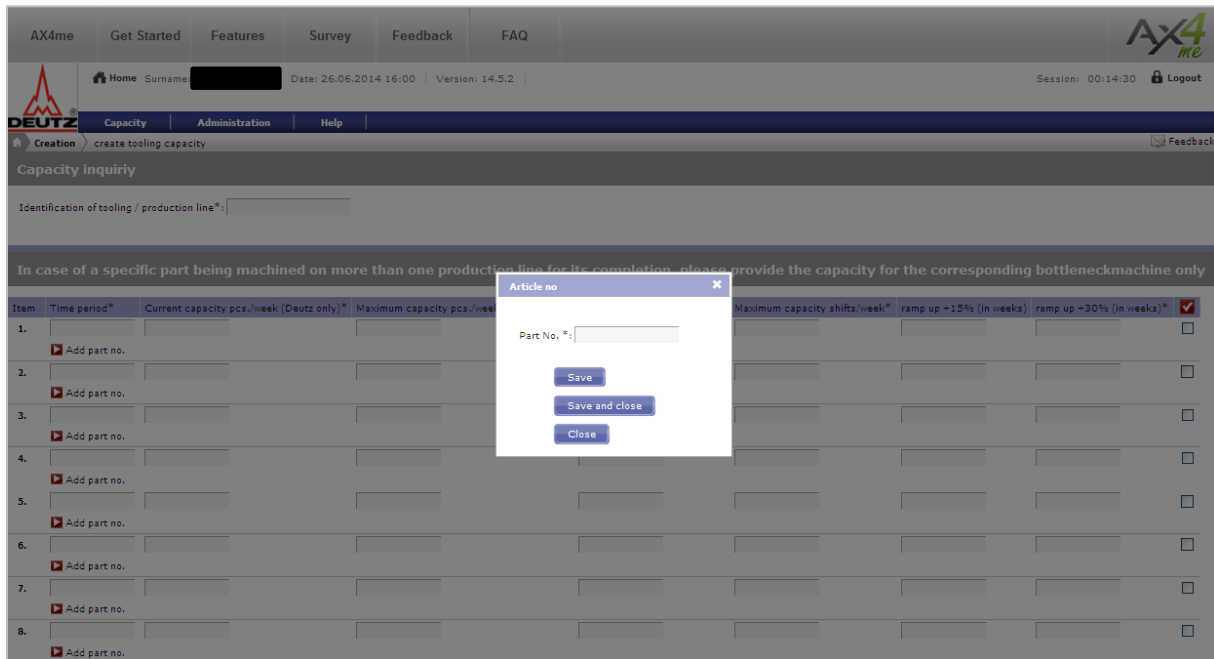 AX4me Get Started Features Survey Feedback FAQ
Ax4 me
Home Surname: Date: 26.06.2014 16:00 | Version: 14.5.2 | Session: 00:14:30 Logout
DEUTZ ®
Capacity | Administration | Help |
Creation create tooling capacity Feedback
Capacity inquiriy
Identification of tooling / production line*:
In case of a specific part being machined on more than one production line for its completion, please provide the capacity for the corresponding bottleneckmachine only
Article no ×
Part No. *:
Save
Save and close
Close
Item Time period* Current capacity pcs./week (Deutz only)* Maximum capacity pcs./week Maximum capacity shifts/week* ramp up +15% (in weeks) ramp up +30% (in weeks)*
1.
Add part no.
2.
Add part no.
3.
Add part no.
4.
Add part no.
5.
Add part no.
6.
Add part no.
7.
Add part no.
8.
Add part no.